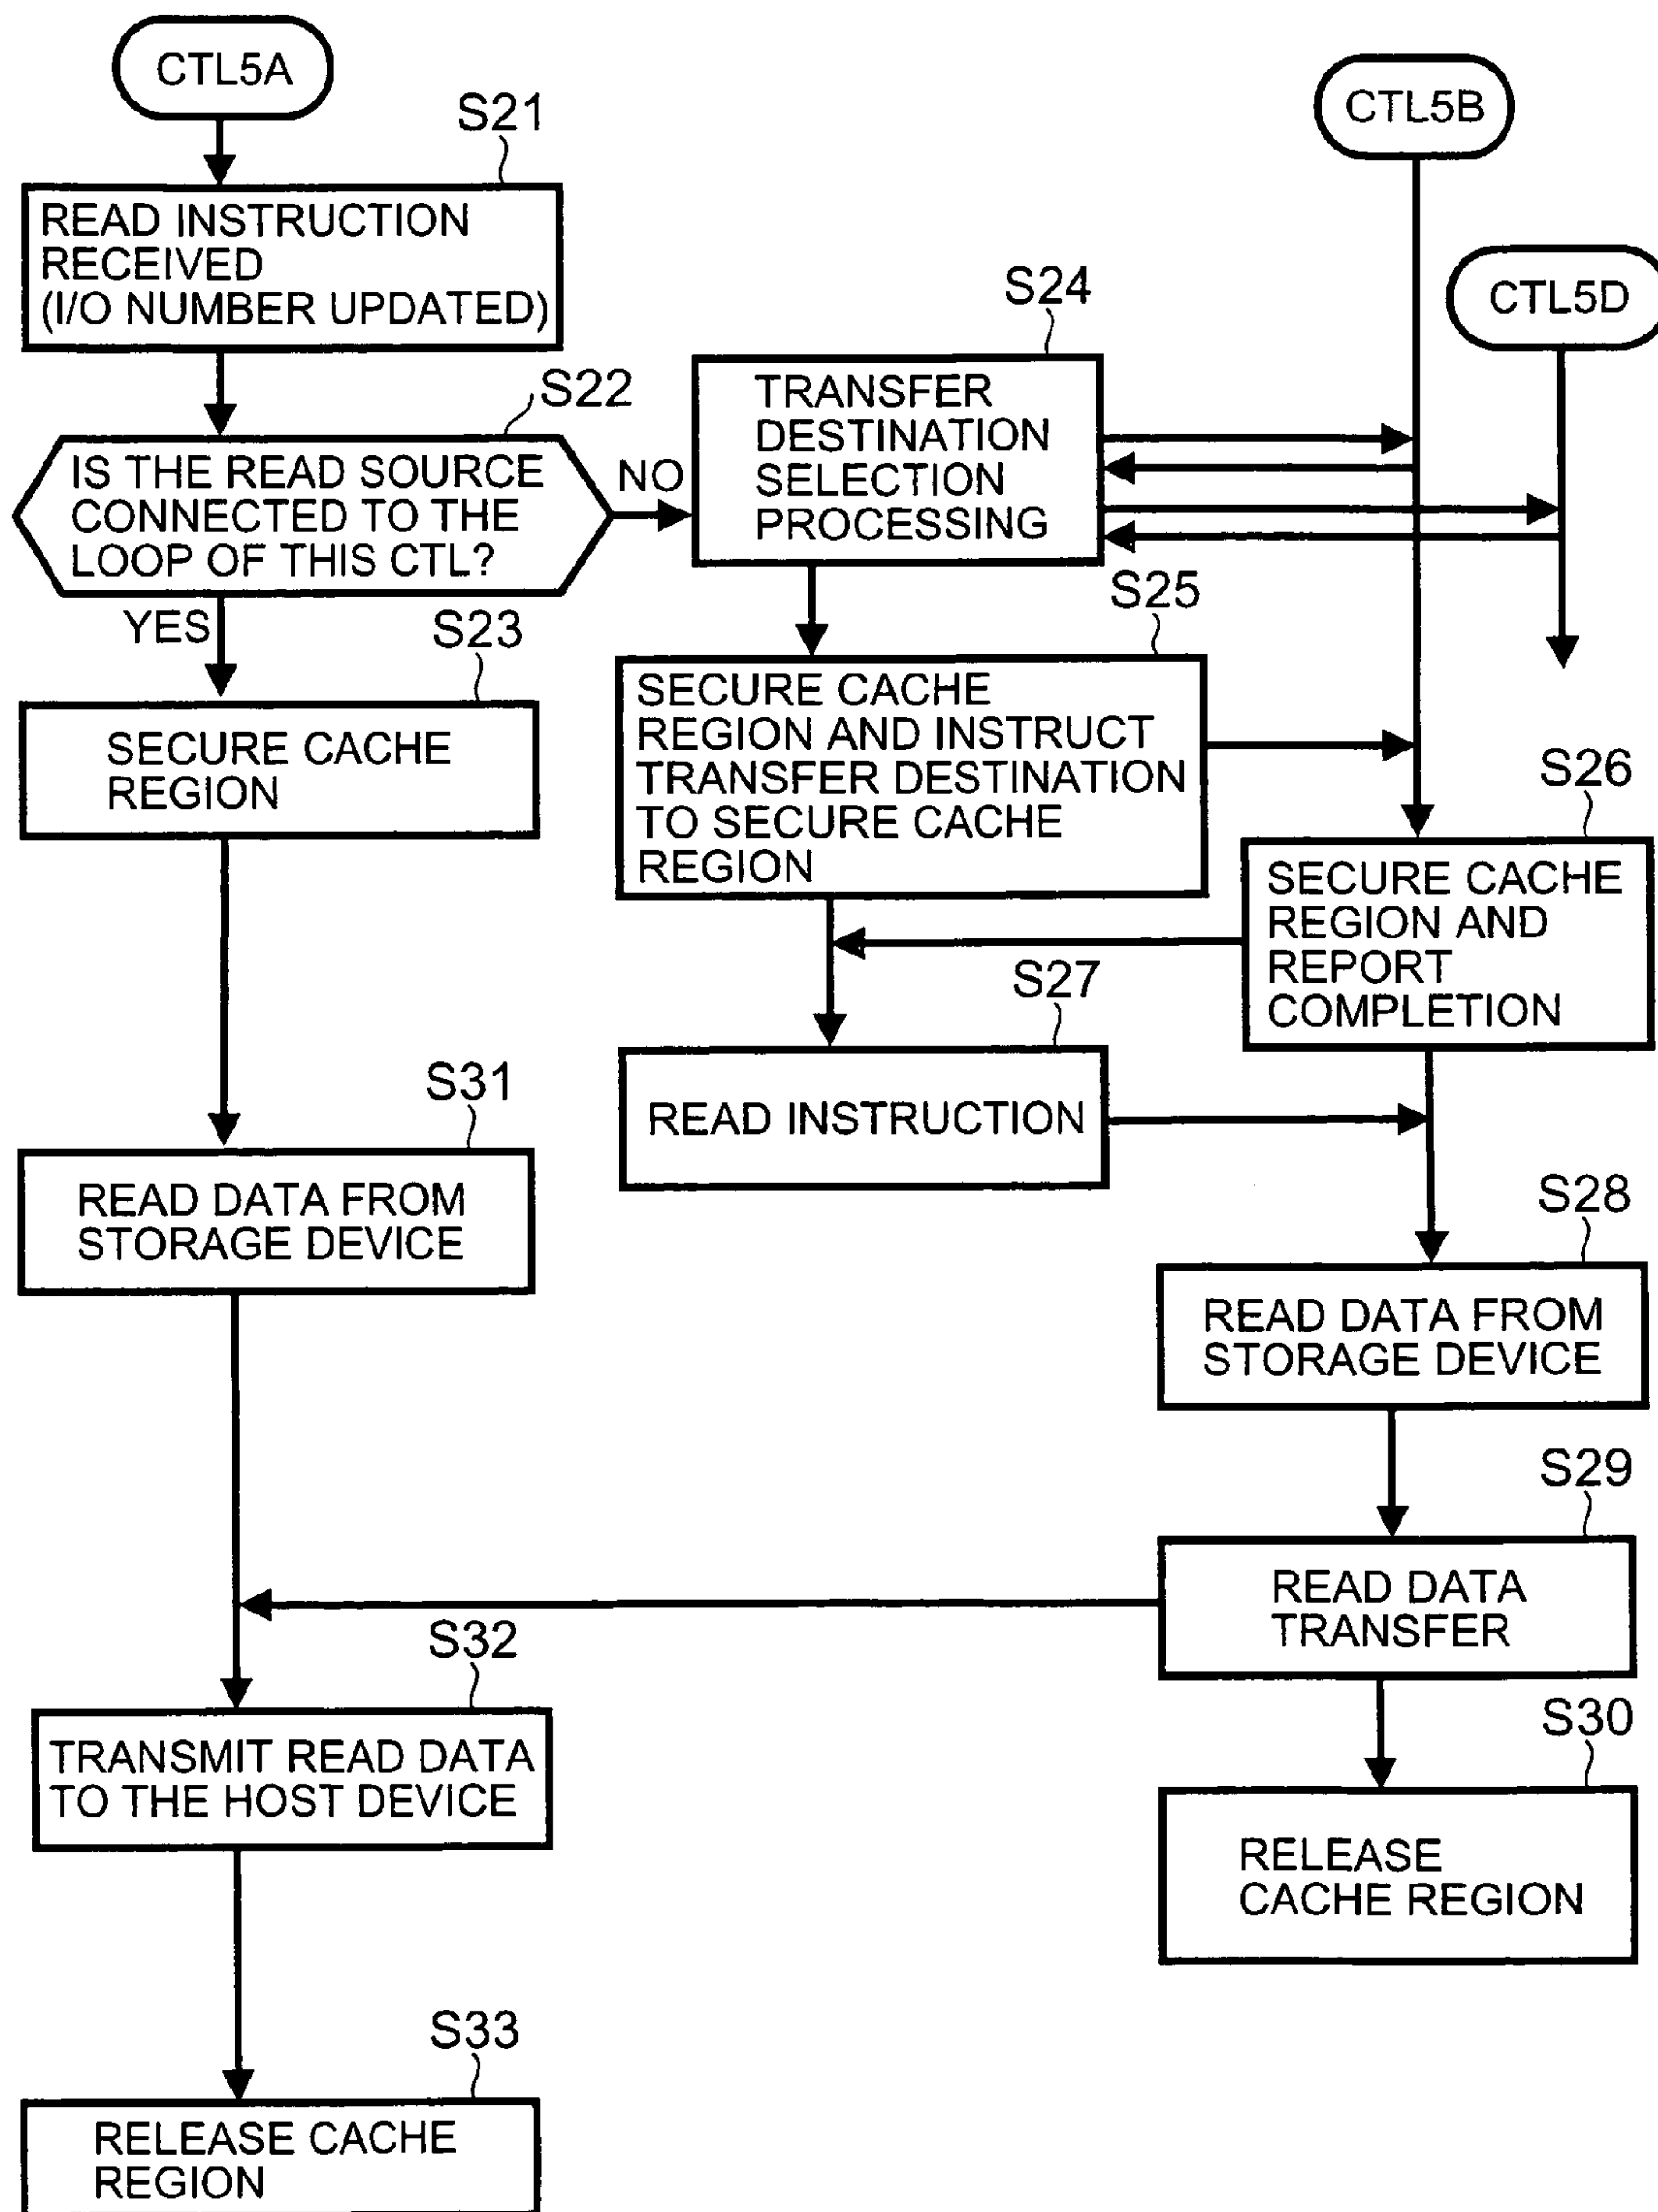 CTL5A
CTL5B
S21
READ INSTRUCTION
RECEIVED
(I/O NUMBER UPDATED)
CTL5D
S22
IS THE READ SOURCE
CONNECTED TO THE
LOOP OF THIS CTL?
NO
YES
S24
TRANSFER
DESTINATION
SELECTION
PROCESSING
S23
SECURE CACHE
REGION
S25
SECURE CACHE
REGION AND INSTRUCT
TRANSFER DESTINATION
TO SECURE CACHE
REGION
S26
SECURE CACHE
REGION AND
REPORT
COMPLETION
S27
READ INSTRUCTION
S31
READ DATA FROM
STORAGE DEVICE
S28
READ DATA FROM
STORAGE DEVICE
S29
READ DATA
TRANSFER
S32
TRANSMIT READ DATA
TO THE HOST DEVICE
S30
RELEASE
CACHE REGION
S33
RELEASE CACHE
REGION